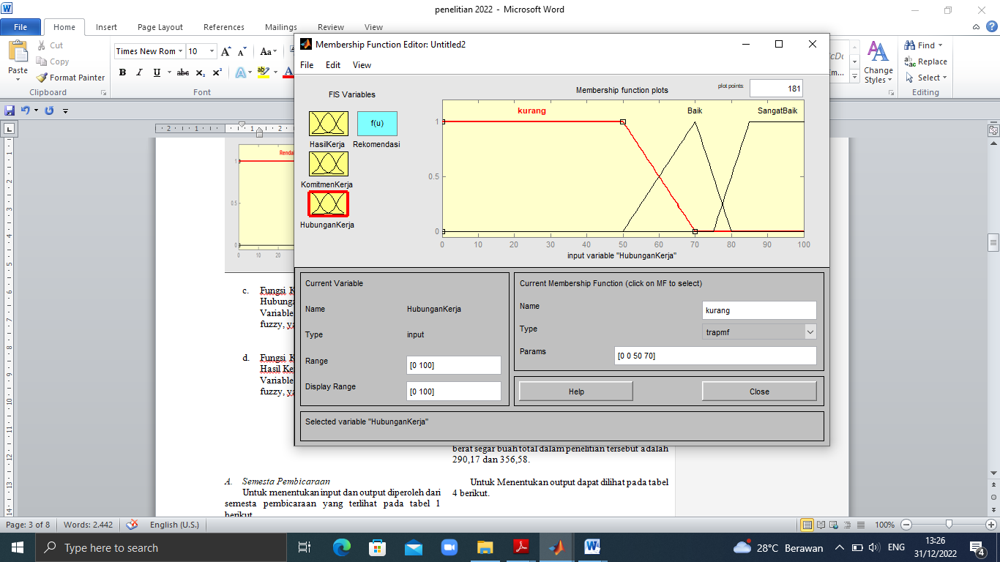 penelitian 2022 - Microsoft Word
File Home Insert Page Layout References Mailings Review View
Paste
Cut
Copy
Format Painter
Clipboard
Times New Rom 10
B I U abc x₂ x²
Font
Em...
Change Styles
Find
Replace
Select
Editing
Membership Function Editor: Untitled2
File Edit View
FIS Variables
HasilKerja
f(u)
Rekomendasi
KomitmenKerja
HubunganKerja
Membership function plots
plot points:
181
kurang Baik SangatBaik
1
0.5
0
0 10 20 30 40 50 60 70 80 90 100
input variable "HubunganKerja"
Current Variable
Name HubunganKerja
Type input
Range [0 100]
Display Range [0 100]
Current Membership Function (click on MF to select)
Name kurang
Type trapmf
Params [0 0 50 70]
Help Close
Selected variable "HubunganKerja"
1
0.5
0
0 10 20
c. Fungsi K
Hubung
Variable
fuzzy, y
d. Fungsi K
Hasil Ke
Variable
fuzzy, y
A. Semesta Pembicaraan
Untuk menentukan input dan output diperoleh dari
semesta pembicaraan yang terlihat pada tabel 1
berikut
berat segar buah total dalam penelitian tersebut adalah
290,17 dan 356,58.
Untuk Menentukan output dapat dilihat pada tabel
4 berikut.
Page: 3 of 8 Words: 2.442 English (U.S.) 100%
Type here to search
28°C Berawan ENG 13:26
31/12/2022
4